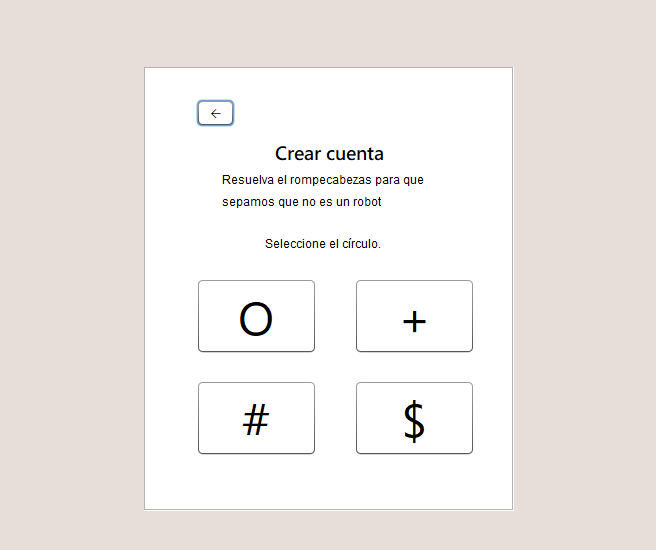 ←
Crear cuenta
Resuelva el rompecabezas para que
sepamos que no es un robot
Seleccione el círculo.
O +
# $